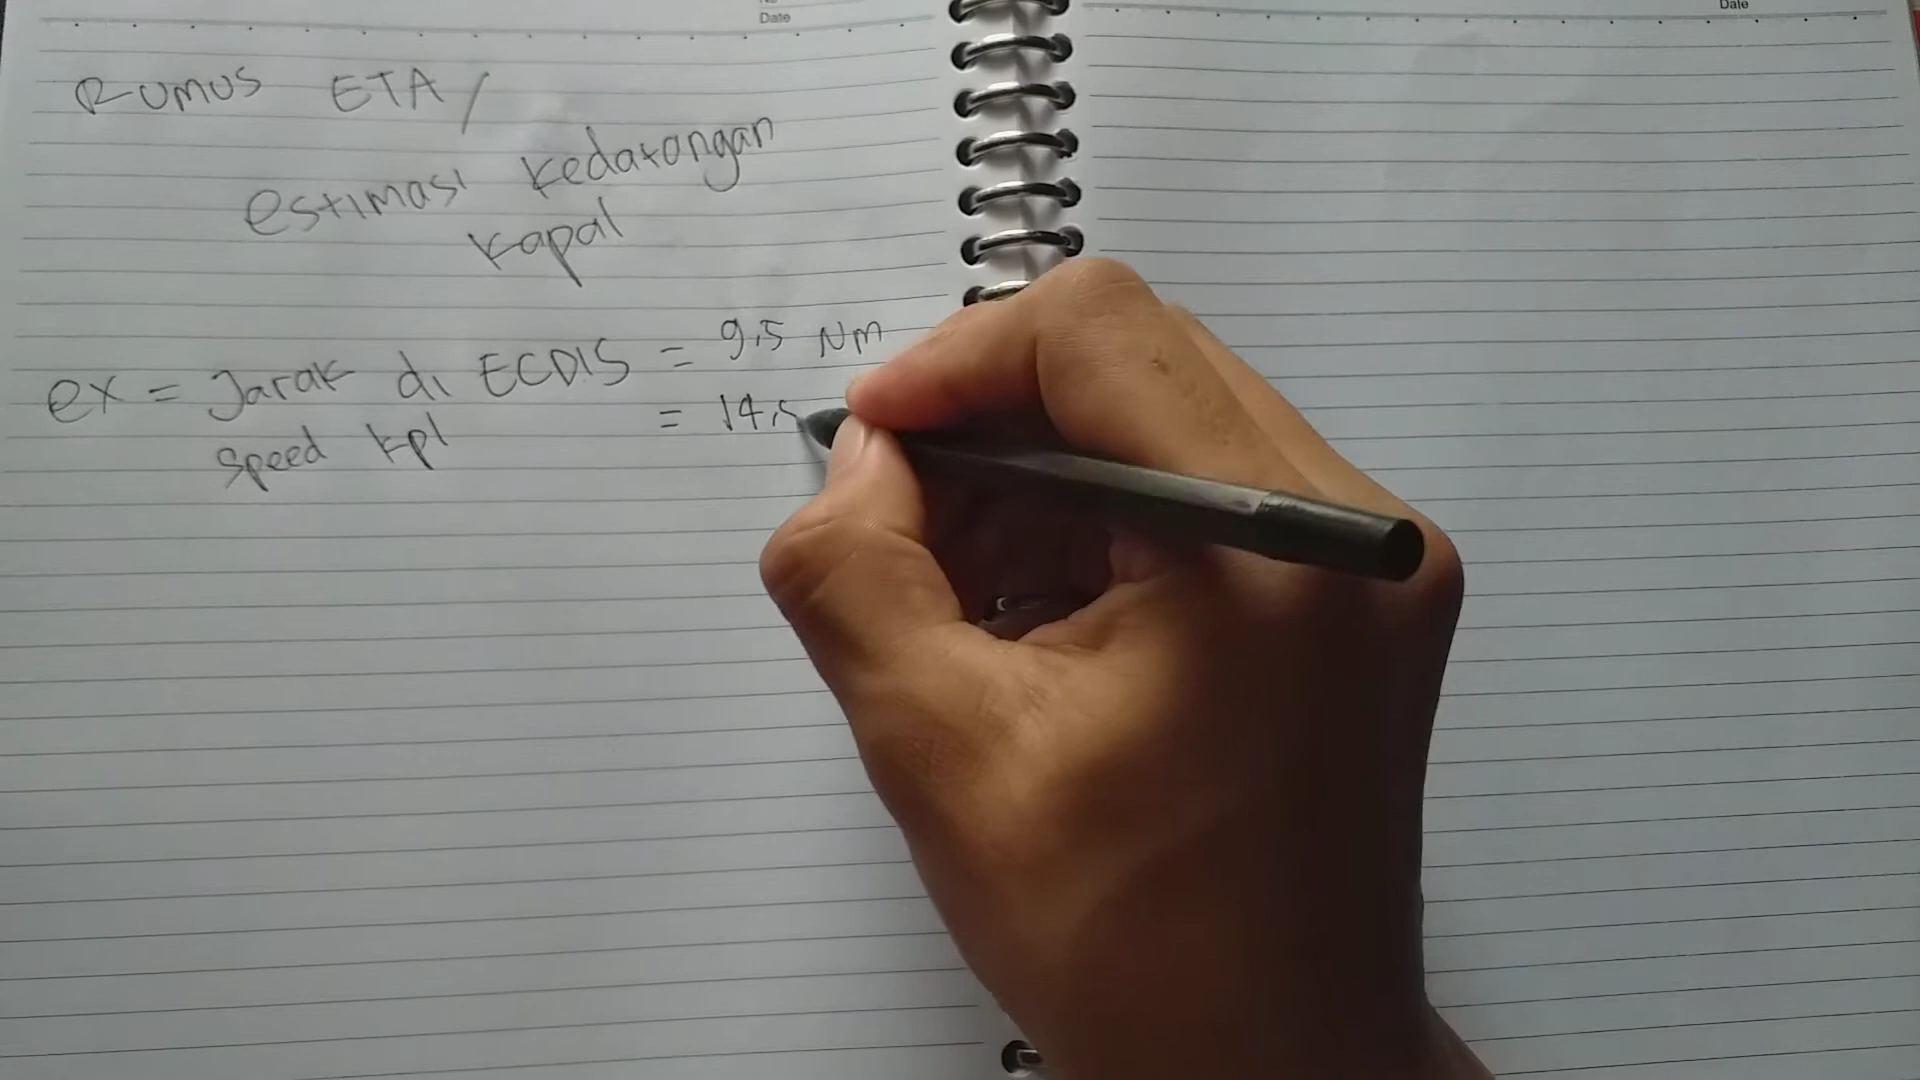 Date
Date
Rumus ETA/
estimasi kedatangan
kapal
ex = Jarak di ECDIS = 9,5 Nm
Speed kpl = 14,5